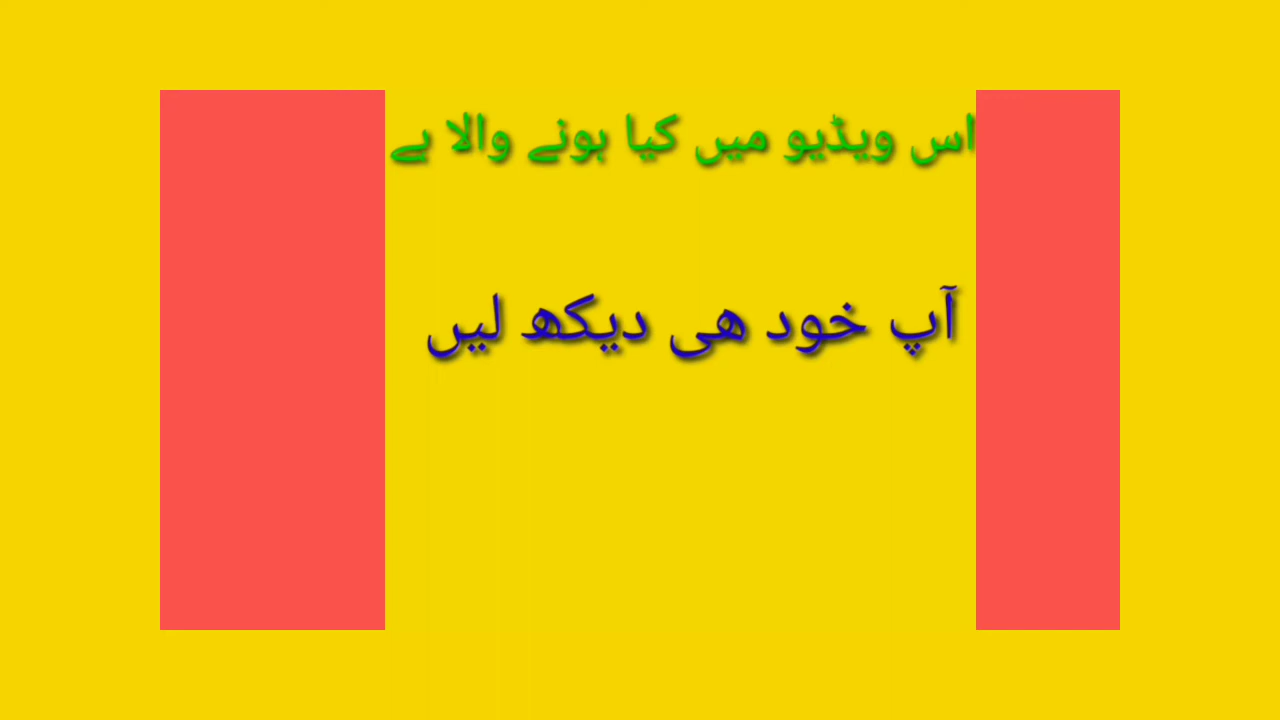 اس ویڈیو میں کیا ہونے والا ہے
آپ خود ھی دیکھ لیں